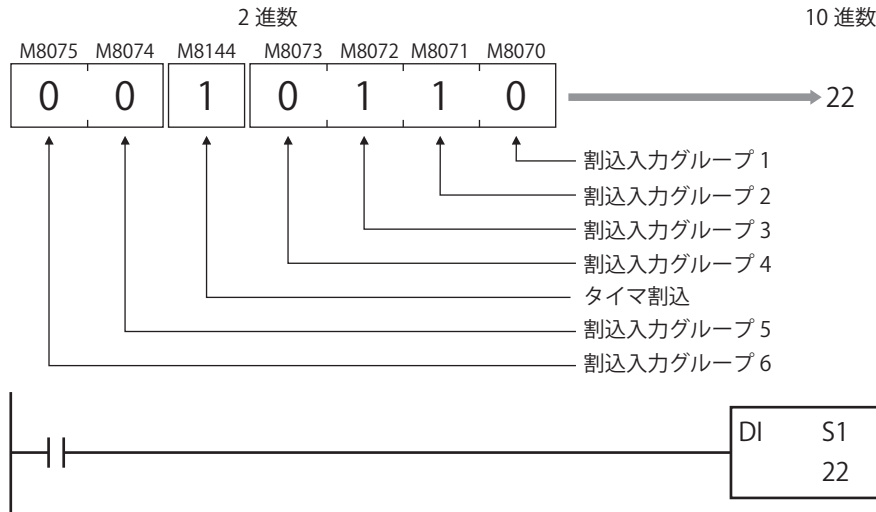 2 進数 10 進数
M8075 M8074 M8144 M8073 M8072 M8071 M8070
0 0 1 0 1 1 0 22
割込入力グループ 1
割込入力グループ 2
割込入力グループ 3
割込入力グループ 4
タイマ割込
割込入力グループ 5
割込入力グループ 6
DI S1
22